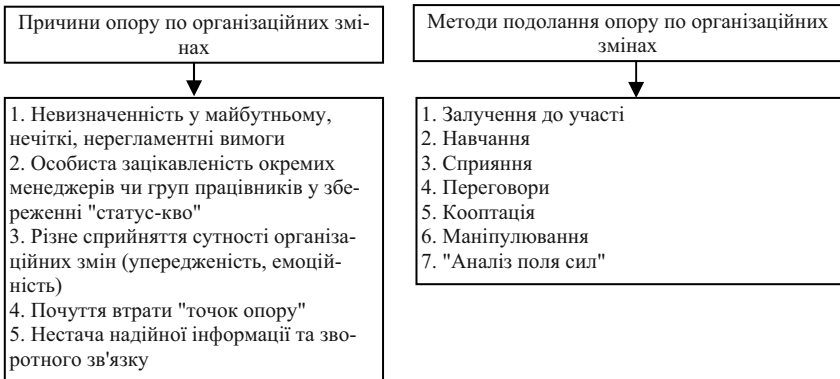 Причини опору по організаційних змі-
нах
1. Невизначенність у майбутньому,
нечіткі, нерегламентні вимоги
2. Особиста зацікавленість окремих
менеджерів чи груп працівників у збе-
реженні "статус-кво"
3. Різне сприйняття сутності організа-
ційних змін (упередженість, емоцій-
ність)
4. Почуття втрати "точок опору"
5. Нестача надійної інформації та зво-
ротного зв'язку
Методи подолання опору по організаційних
змінах
1. Залучення до участі
2. Навчання
3. Сприяння
4. Переговори
5. Кооптація
6. Маніпулювання
7. "Аналіз поля сил"